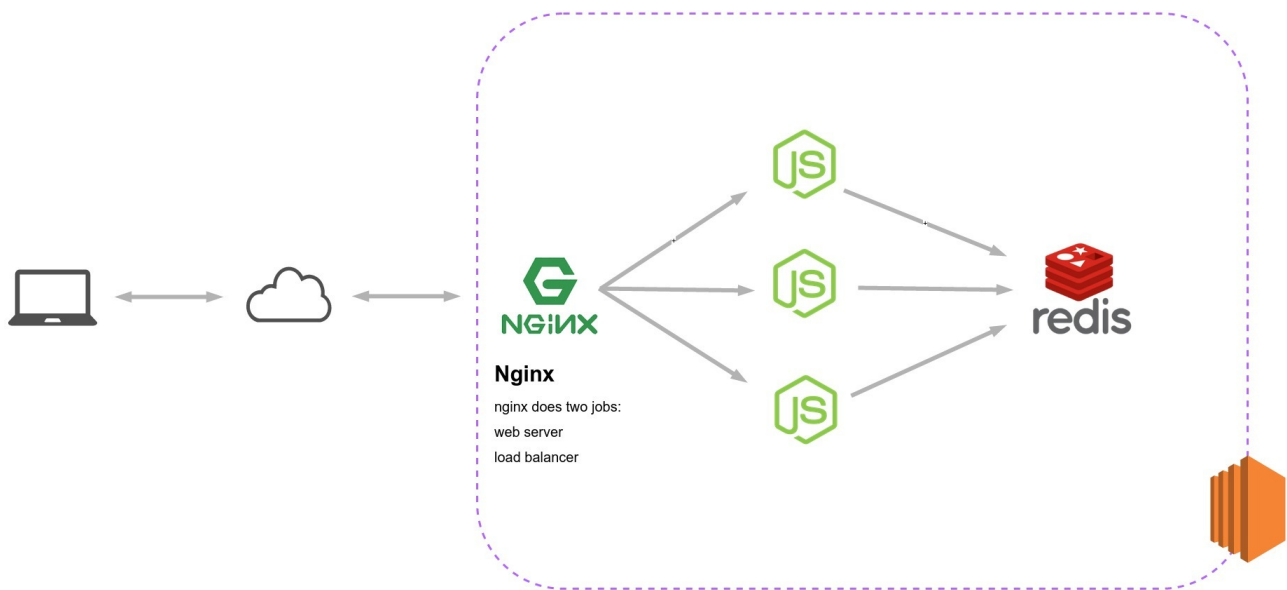 NGINX
Nginx
nginx does two jobs:
web server
load balancer
JS
JS
JS
redis